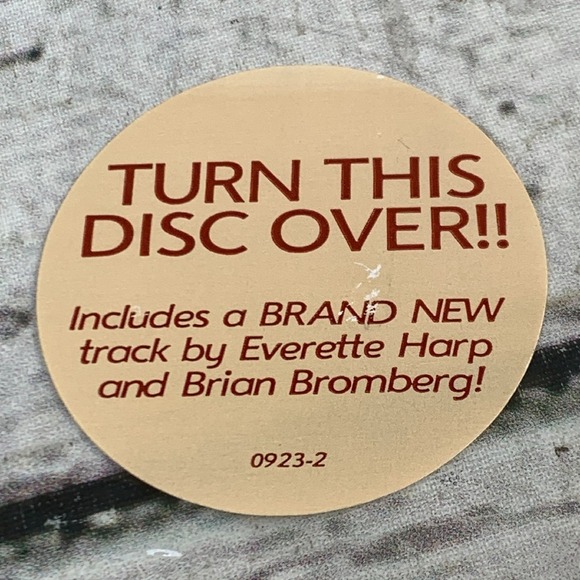 TURN THIS
DISC OVER!!
Includes a BRAND NEW
track by Everette Harp
and Brian Bromberg!
0923-2